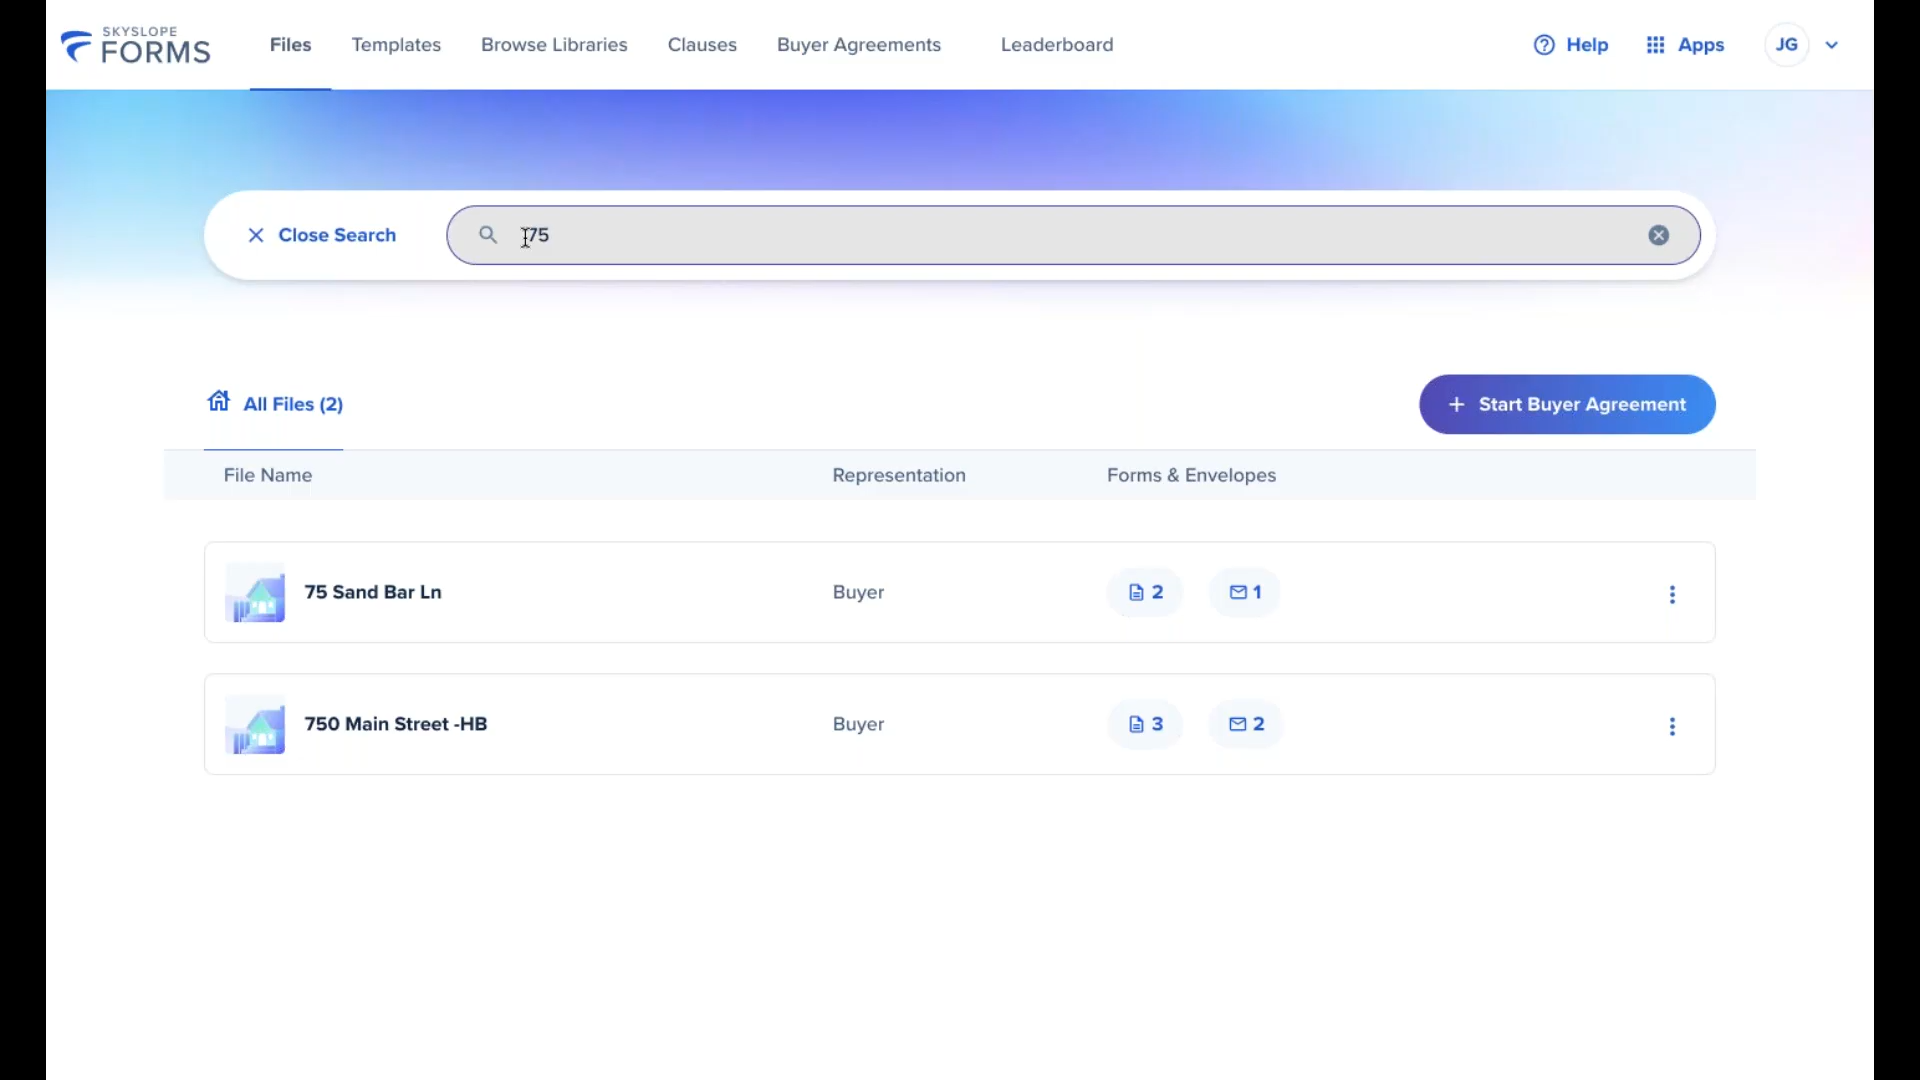 SKYSLOPE
FORMS
Files
Templates
Browse Libraries
Clauses
Buyer Agreements
Leaderboard
Help
Apps
JG
Close Search
75
All Files (2)
+ Start Buyer Agreement
File Name
Representation
Forms & Envelopes
75 Sand Bar Ln
Buyer
2
1
750 Main Street -HB
Buyer
3
2